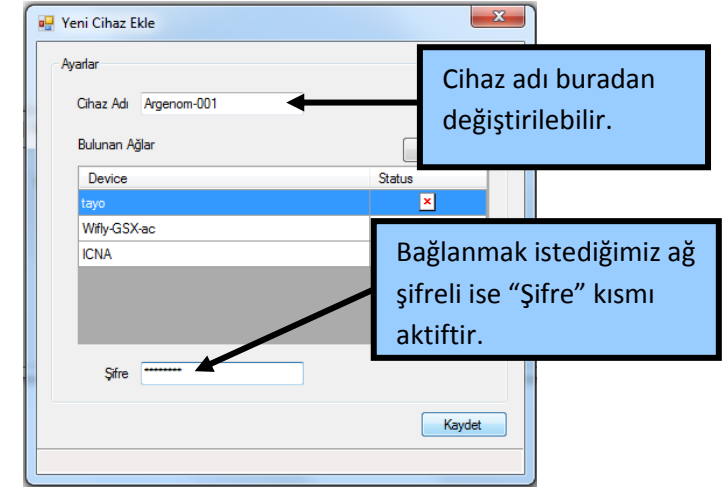 Yeni Cihaz Ekle
Ayarlar
Cihaz adı buradan
değiştirilebilir.
Cihaz Adı Argenom-001
Bulunan Ağlar
Device Status
tayo
Wifly-GSX-ac
ICNA
Bağlanmak istediğimiz ağ
şifreli ise “Şifre” kısmı
aktiftir.
Şifre ********
Kaydet